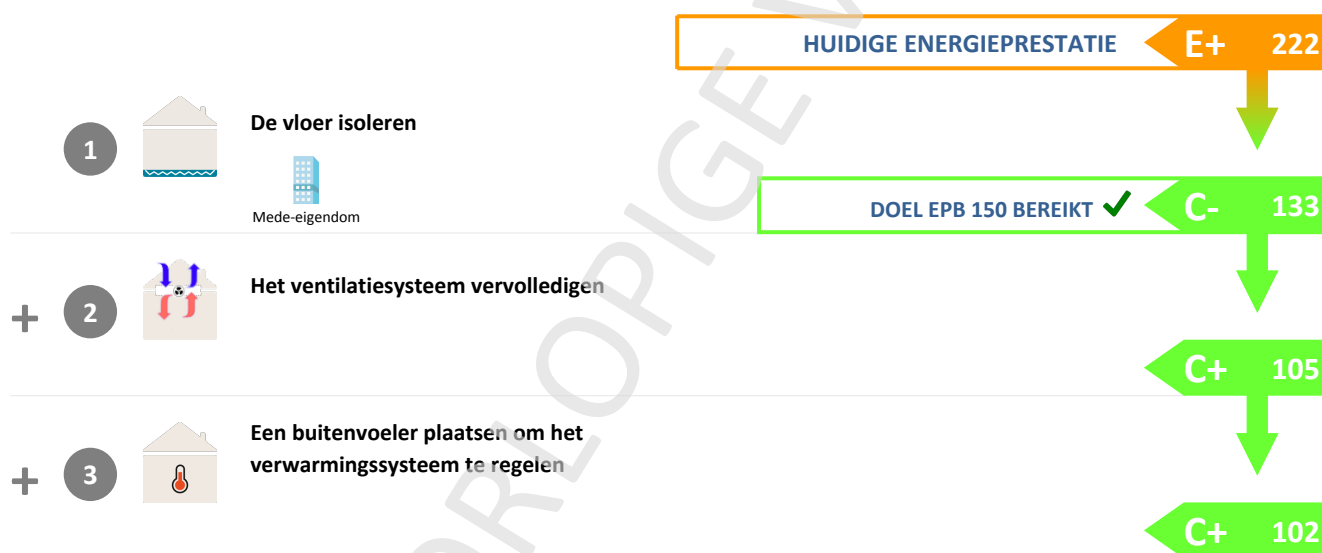 HUIDIGE ENERGIEPRESTATIE E+ 222
1 De vloer isoleren
Mede-eigendom
DOEL EPB 150 BEREIKT C- 133
+ 2 Het ventilatiesysteem vervolledigen
C+ 105
+ 3 Een buitenvoeler plaatsen om het
verwarmingssysteem te regelen
C+ 102